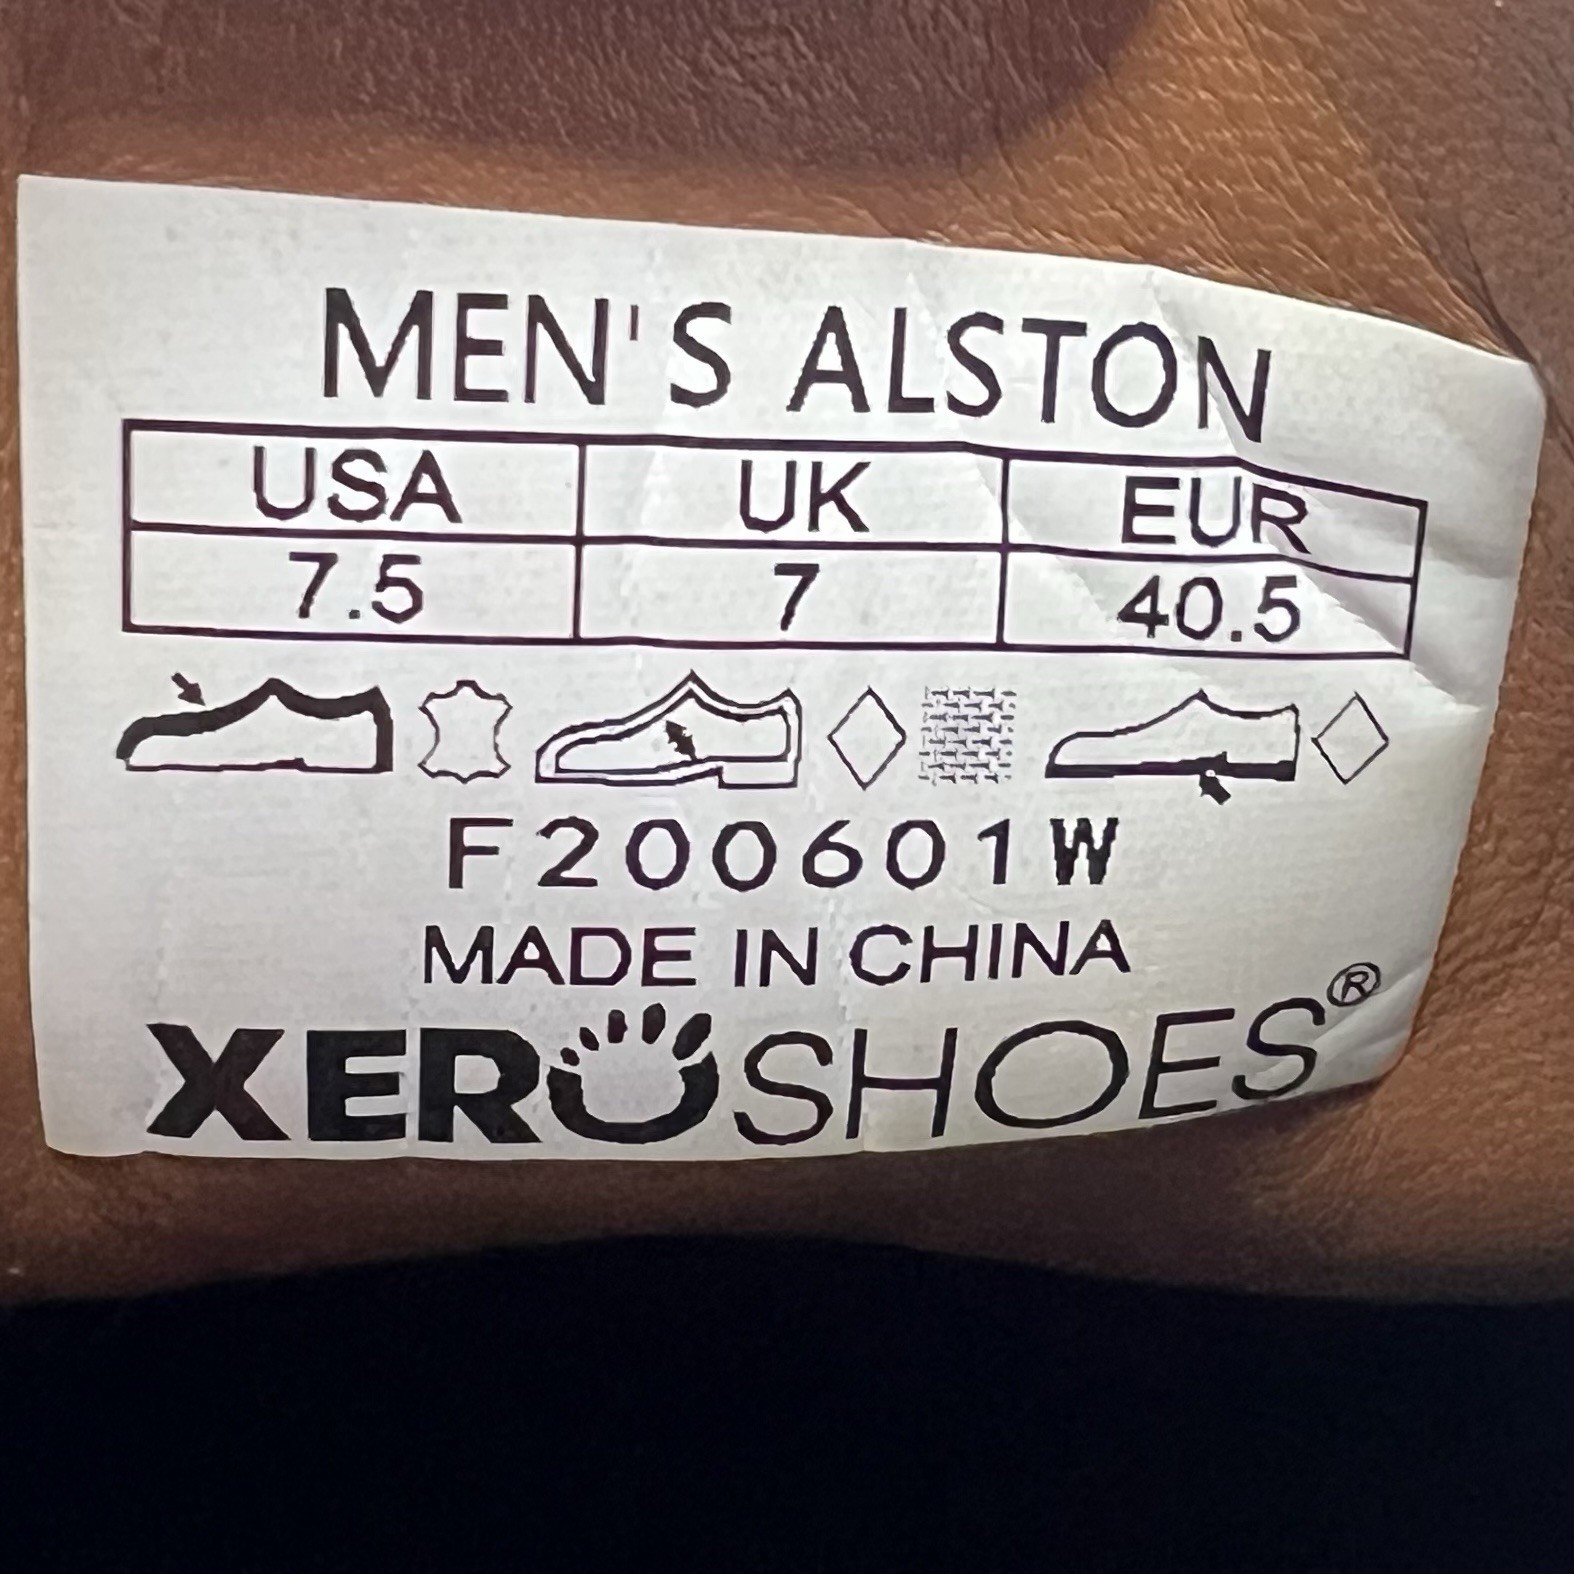 MEN'S ALSTON
USA UK EUR
7.5 7 40.5
F200601W
MADE IN CHINA
XEROSHOES®